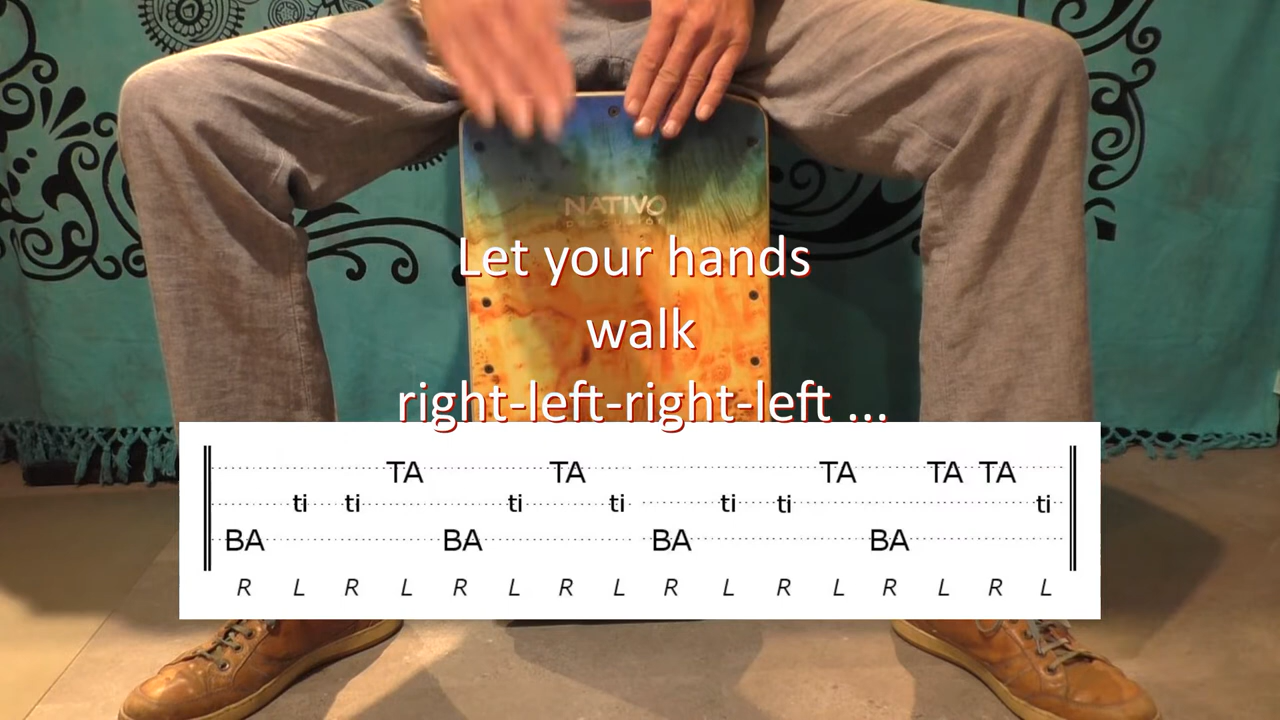 NATIVO
Let your hands
walk
right-left-right-left ...
TA TA TA TA TA
ti ti ti ti ti ti ti
BA BA BA BA
R L R L R L R L R L R L R L R L